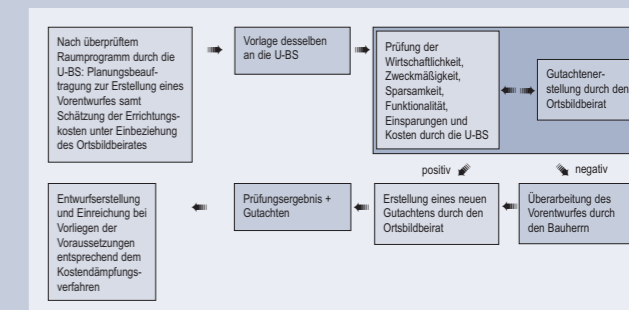 Nach überprüftem
Raumprogramm durch die
U-BS: Planungsbeauf-
tragung zur Erstellung eines
Vorentwurfes samt
Schätzung der Errichtungs-
kosten unter Einbeziehung
des Ortsbildbeirates
Vorlage desselben
an die U-BS
Prüfung der
Wirtschaftlichkeit,
Zweckmäßigkeit,
Sparsamkeit,
Funktionalität,
Einsparungen und
Kosten durch die U-BS
Gutachtener-
stellung durch den
Ortsbildbeirat
positiv
negativ
Entwurfserstellung
und Einreichung bei
Vorliegen der
Voraussetzungen
entsprechend dem
Kostendämpfungs-
verfahren
Prüfungsergebnis +
Gutachten
Erstellung eines neuen
Gutachtens durch den
Ortsbildbeirat
Überarbeitung des
Vorentwurfes durch
den Bauherrn